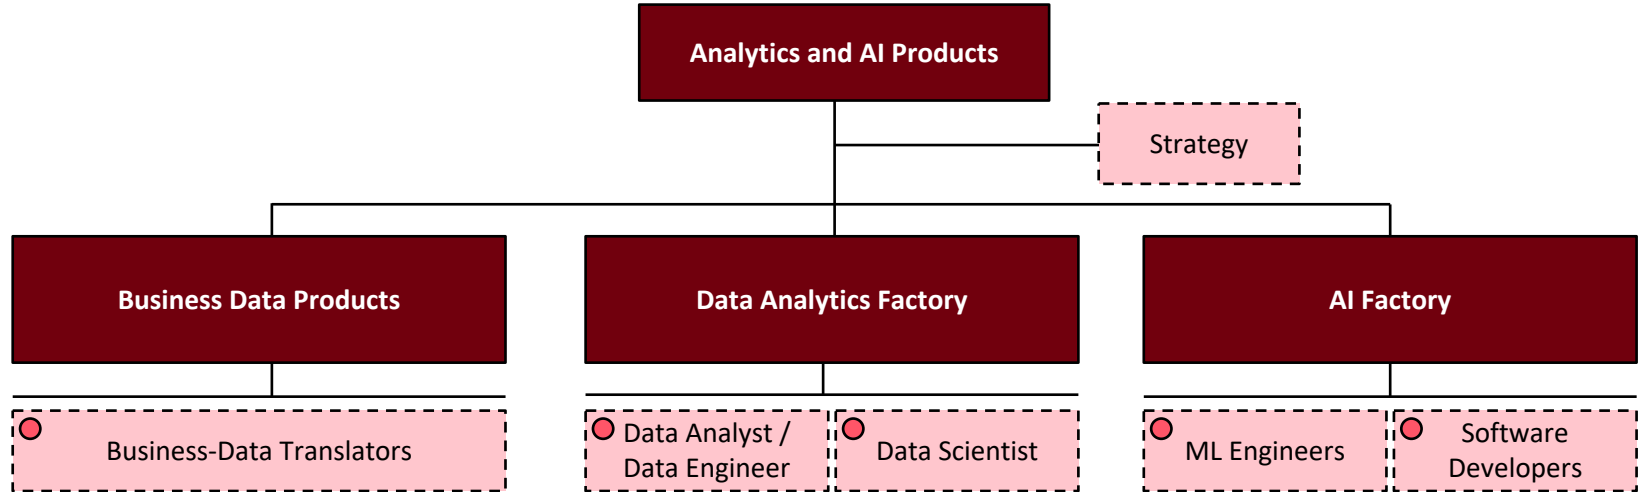 Analytics and AI Products
Strategy
Business Data Products
Data Analytics Factory
AI Factory
Business-Data Translators
Data Analyst /
Data Engineer
Data Scientist
ML Engineers
Software
Developers